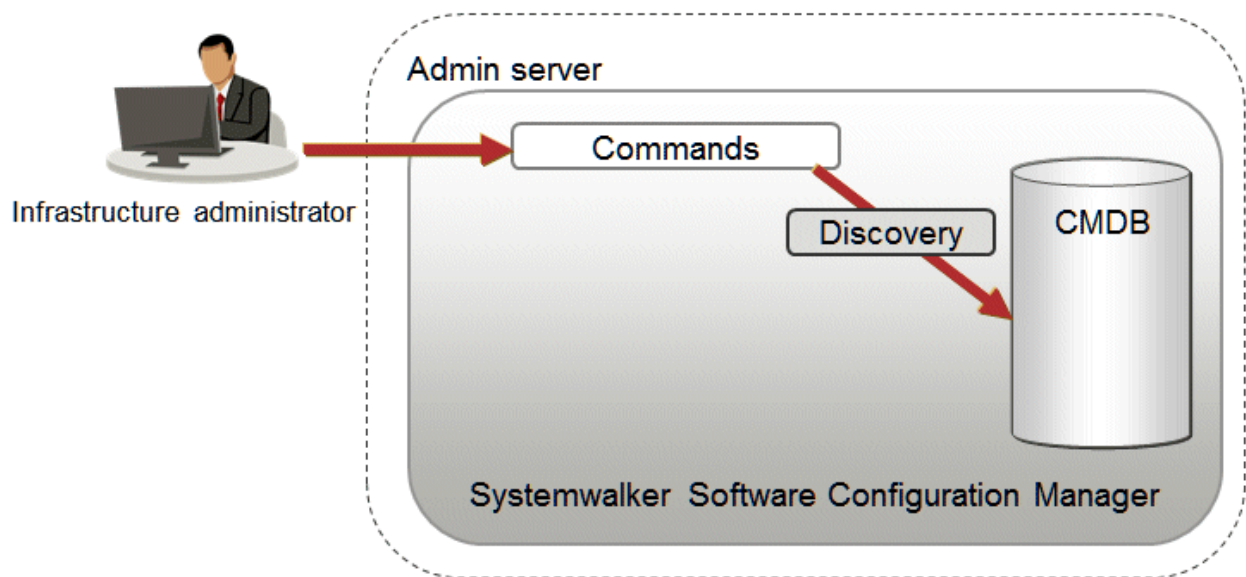 Admin server
Commands
Infrastructure administrator
Discovery
CMDB
Systemwalker Software Configuration Manager